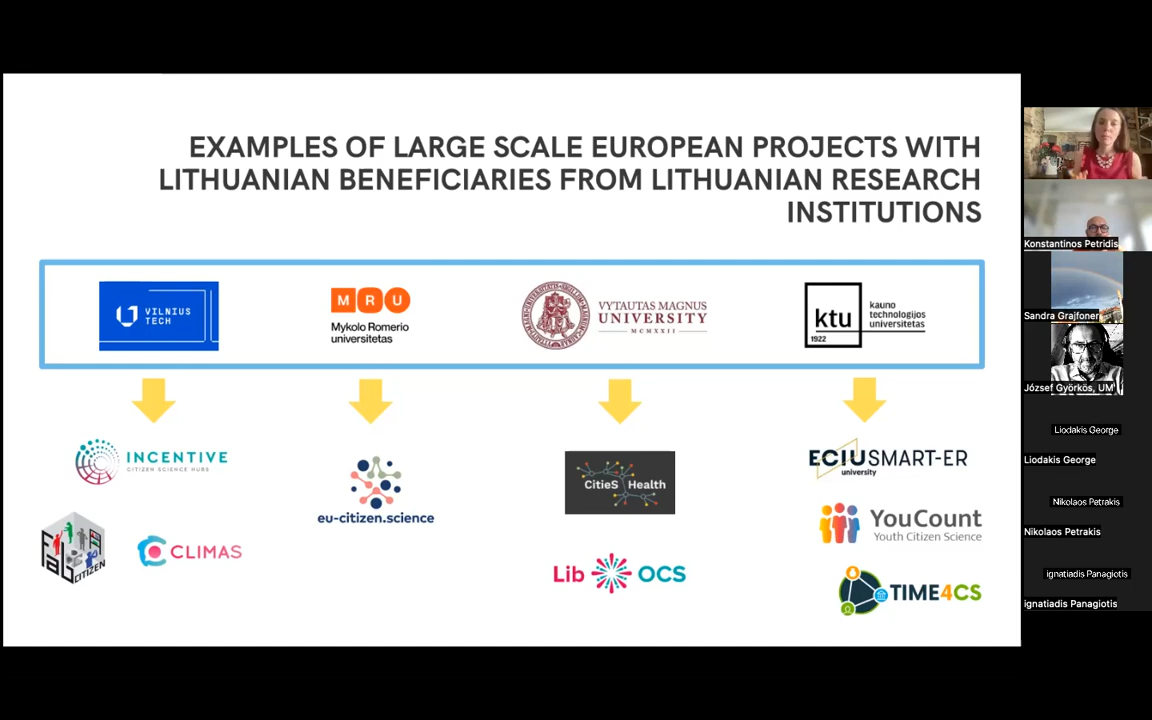 EXAMPLES OF LARGE SCALE EUROPEAN PROJECTS WITH
LITHUANIAN BENEFICIARIES FROM LITHUANIAN RESEARCH
INSTITUTIONS
VILNIUS
TECH
MRU
Mykolo Romerio
universitetas
VYTAUTAS MAGNUS
UNIVERSITY
MCMXXII
ktu
1922
kauno
technologijos
universitetas
INCENTIVE
CITIZEN SCIENCE HUBS
Fab
CITIZEN
CLIMAS
eu-citizen.science
CitieS Health
Lib OCS
ECIU SMART-ER
university
YouCount
Youth Citizen Science
TIME4CS
Konstantinos Petridis
Sandra Grajfoner
József Györkös, UM
Liodakis George
Liodakis George
Nikolaos Petrakis
Nikolaos Petrakis
ignatiadis Panagiotis
ignatiadis Panagiotis